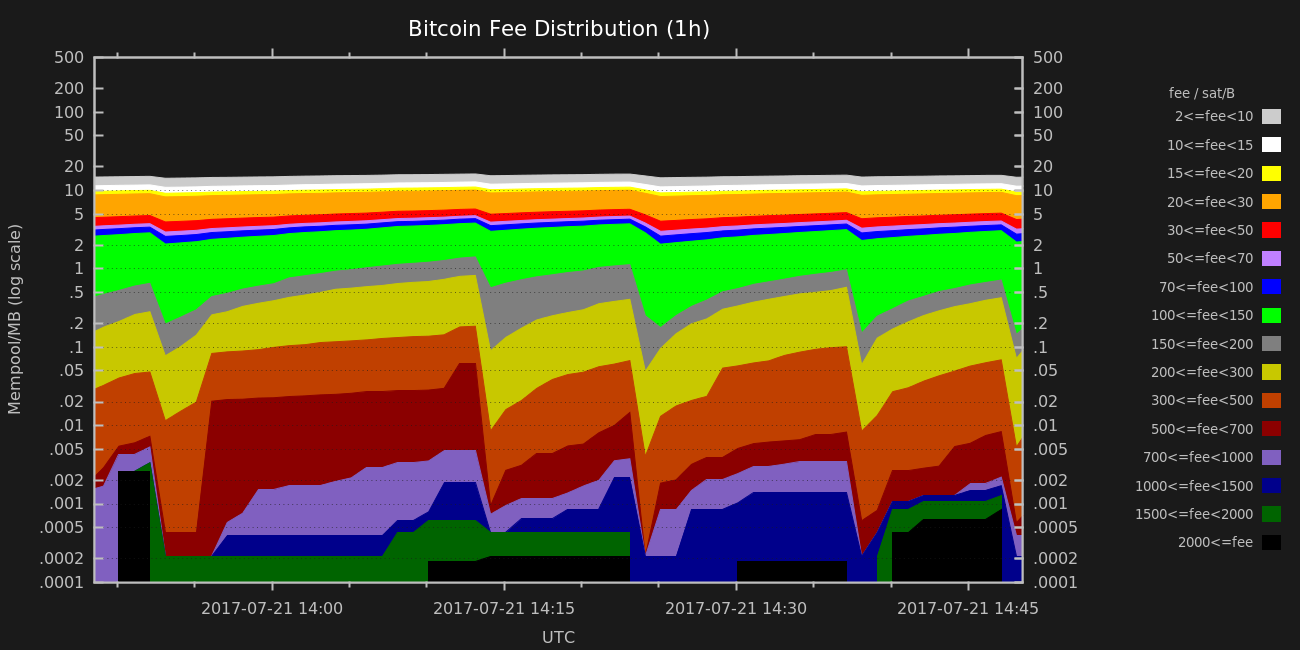 Bitcoin Fee Distribution (1h)
500
200
100
50
20
10
5
2
1
.5
.2
.1
.05
.02
.01
.005
.002
.001
.0005
.0002
.0001
Mempool/MB (log scale)
500
200
100
50
20
10
5
2
1
.5
.2
.1
.05
.02
.01
.005
.002
.001
.0005
.0002
.0001
2017-07-21 14:00 2017-07-21 14:15 2017-07-21 14:30 2017-07-21 14:45
UTC
fee / sat/B
2<=fee<10
10<=fee<15
15<=fee<20
20<=fee<30
30<=fee<50
50<=fee<70
70<=fee<100
100<=fee<150
150<=fee<200
200<=fee<300
300<=fee<500
500<=fee<700
700<=fee<1000
1000<=fee<1500
1500<=fee<2000
2000<=fee